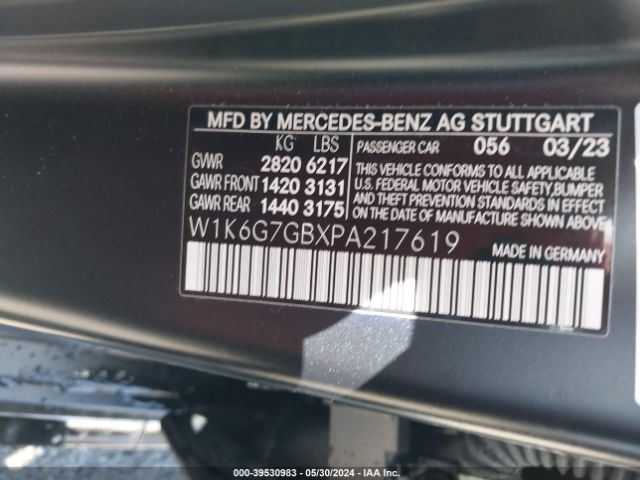 MFD BY MERCEDES-BENZ AG STUTTGART
KG LBS
GVWR 2820 6217
GAWR FRONT 1420 3131
GAWR REAR 1440 3175
PASSENGER CAR 056 03/23
THIS VEHICLE CONFORMS TO ALL APPLICABLE
U.S. FEDERAL MOTOR VEHICLE SAFETY, BUMPER
AND THEFT PREVENTION STANDARDS IN
EFFECT ON THE DATE OF MANUFACTURE SHOWN ABOVE
W1K6G7GBXPA217619
MADE IN GERMANY
000-39530983 - 05/30/2024 - IAA Inc.